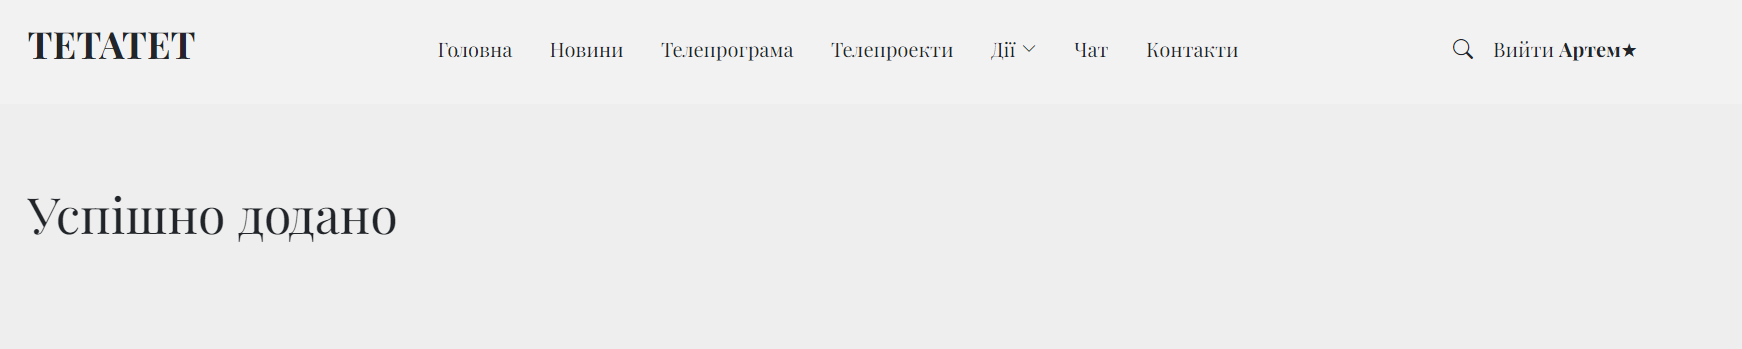 ТЕТАТЕТ
Головна Новини Телепрограма Телепроекти Дії Чат Контакти Вийти Артем★
Успішно додано